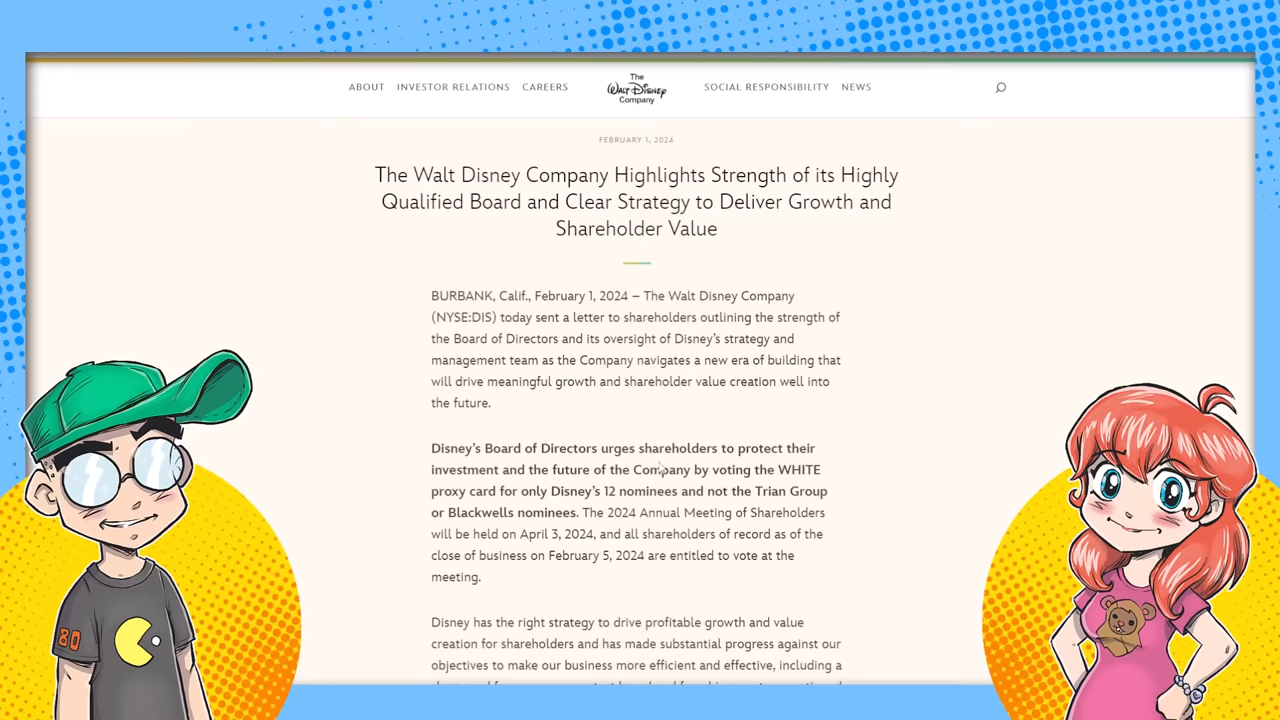 ABOUT INVESTOR RELATIONS CAREERS
The
Walt Disney
Company
SOCIAL RESPONSIBILITY NEWS
FEBRUARY 1, 2024
The Walt Disney Company Highlights Strength of its Highly
Qualified Board and Clear Strategy to Deliver Growth and
Shareholder Value
BURBANK, Calif., February 1, 2024 – The Walt Disney Company
(NYSE:DIS) today sent a letter to shareholders outlining the strength of
the Board of Directors and its oversight of Disney's strategy and
management team as the Company navigates a new era of building that
will drive meaningful growth and shareholder value creation well into
the future.
Disney's Board of Directors urges shareholders to protect their
investment and the future of the Company by voting the WHITE
proxy card for only Disney's 12 nominees and not the Trian Group
or Blackwells nominees. The 2024 Annual Meeting of Shareholders
will be held on April 3, 2024, and all shareholders of record as of the
close of business on February 5, 2024 are entitled to vote at the
meeting.
Disney has the right strategy to drive profitable growth and value
creation for shareholders and has made substantial progress against our
objectives to make our business more efficient and effective, including a
80